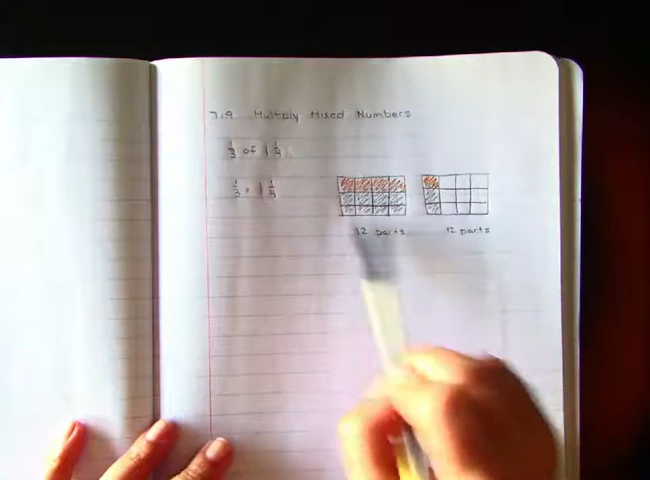 7.9 Multiply Mixed Numbers
1/3 of 1 1/4
1/3 × 1 1/4
12 parts 12 parts